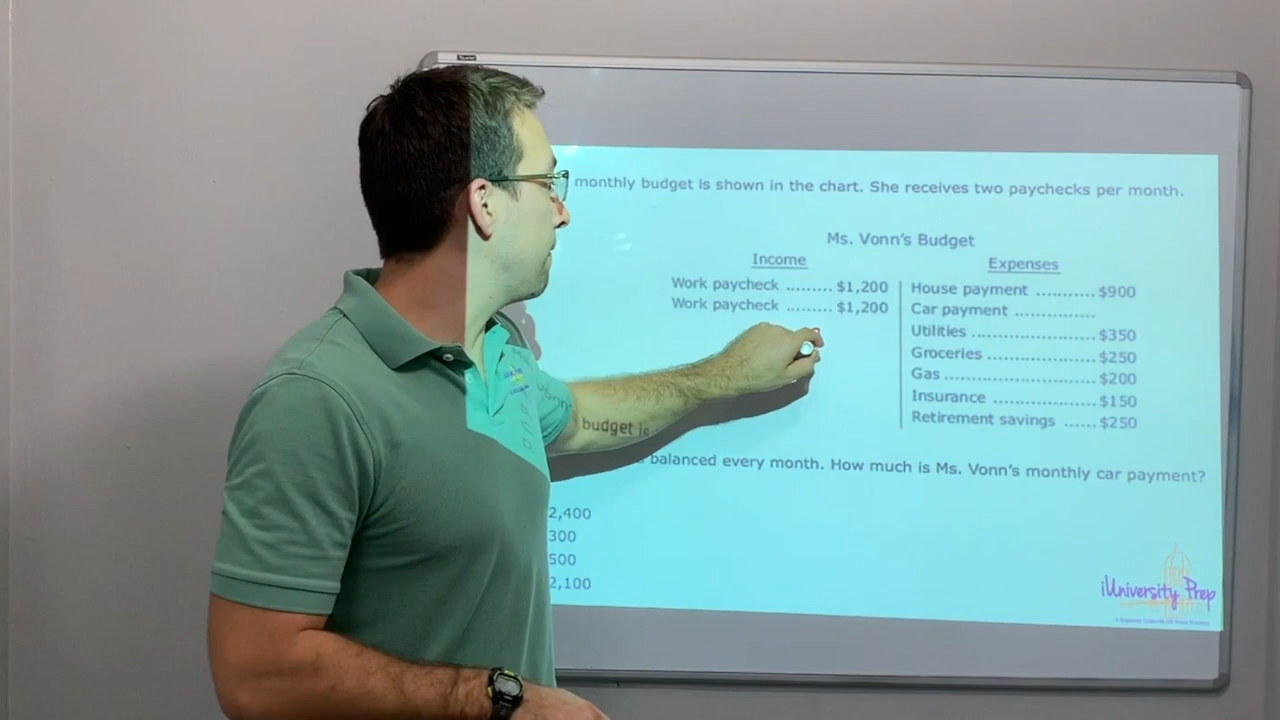 monthly budget is shown in the chart. She receives two paychecks per month.
Ms. Vonn's Budget
Income
Work paycheck ......... $1,200
Work paycheck ......... $1,200
Expenses
House payment ........... $900
Car payment ...............
Utilities ....................... $350
Groceries .................... $250
Gas ............................ $200
Insurance ................... $150
Retirement savings ...... $250
budget is
balanced every month. How much is Ms. Vonn's monthly car payment?
2,400
300
500
2,100
iUniversity Prep